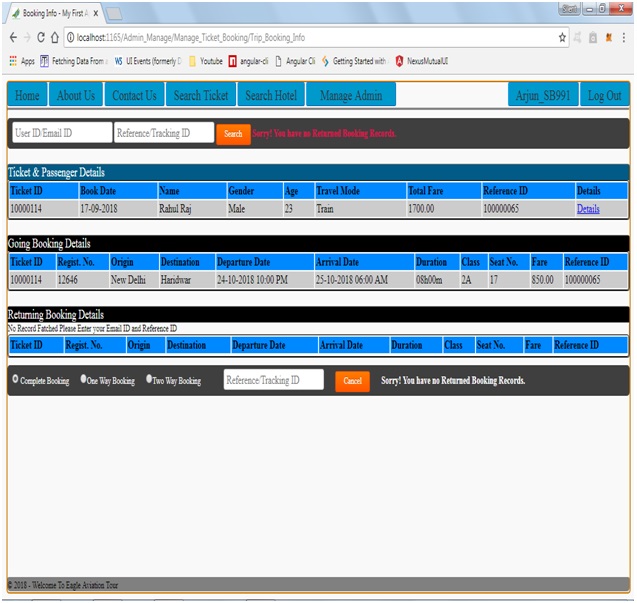 Booking Info - My First A
localhost:1165/Admin_Manage/Manage_Ticket_Booking/Trip_Booking_Info
Apps Fetching Data From UI Events (formerly D Youtube angular-cli Angular Cli Getting Started with NexusMutualUI
Home About Us Contact Us Search Ticket Search Hotel Manage Admin Arjun_SB991 Log Out
User ID/Email ID Reference/Tracking ID Search Sorry! You have no Returned Booking Records.
Ticket & Passenger Details
Ticket ID Book Date Name Gender Age Travel Mode Total Fare Reference ID Details
10000114 17-09-2018 Rahul Raj Male 23 Train 1700.00 100000065 Details
Going Booking Details
Ticket ID Regist. No. Origin Destination Departure Date Arrival Date Duration Class Seat No. Fare Reference ID
10000114 12646 New Delhi Haridwar 24-10-2018 10:00 PM 25-10-2018 06:00 AM 08h00m 2A 17 850.00 100000065
Returning Booking Details
No Record Fatched Please Enter your Email ID and Reference ID
Ticket ID Regist. No. Origin Destination Departure Date Arrival Date Duration Class Seat No. Fare Reference ID
Complete Booking One Way Booking Two Way Booking Reference/Tracking ID Cancel Sorry! You have no Returned Booking Records.
© 2018 - Welcome To Eagle Aviation Tour